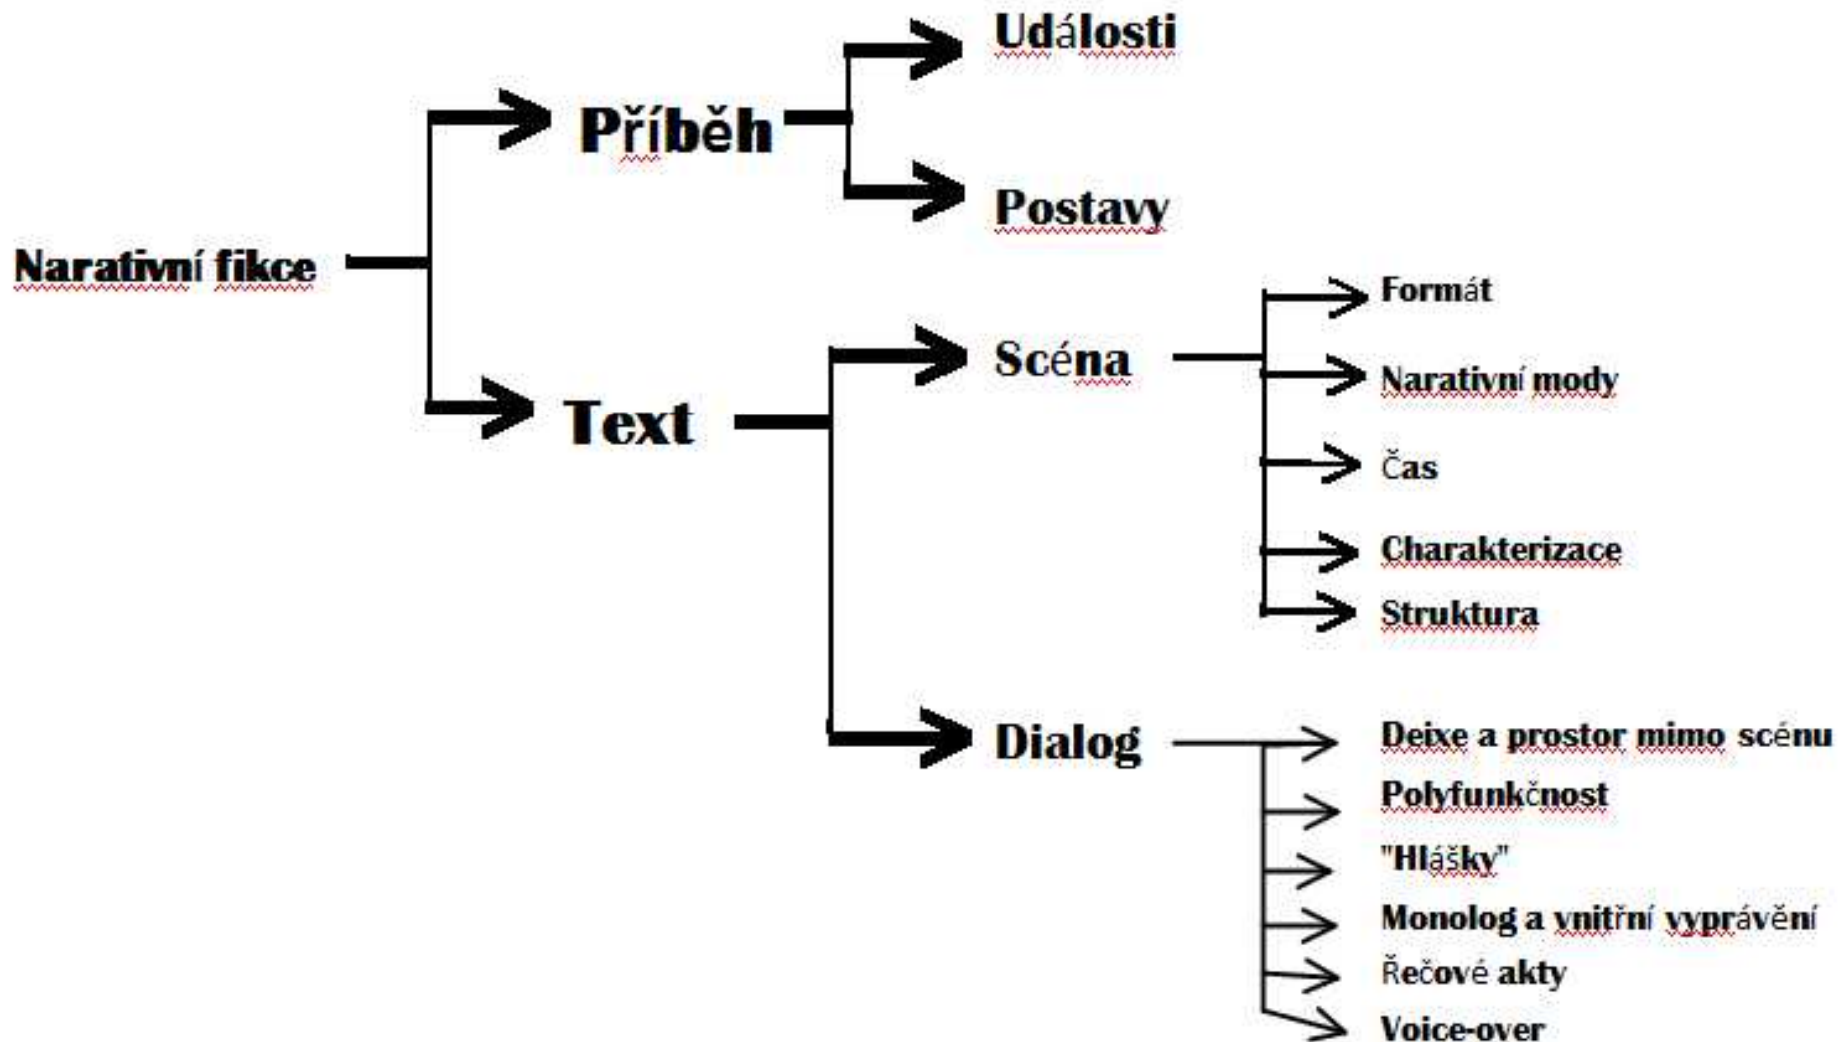 Události
Příběh
Postavy
Narativní fikce
Formát
Scéna
Narativní mody
Text
Čas
Charakterizace
Struktura
Dialog
Deixe a prostor mimo scénu
Polyfunkčnost
"Hlášky"
Monolog a vnitřní vyprávění
Řečové akty
Voice-over